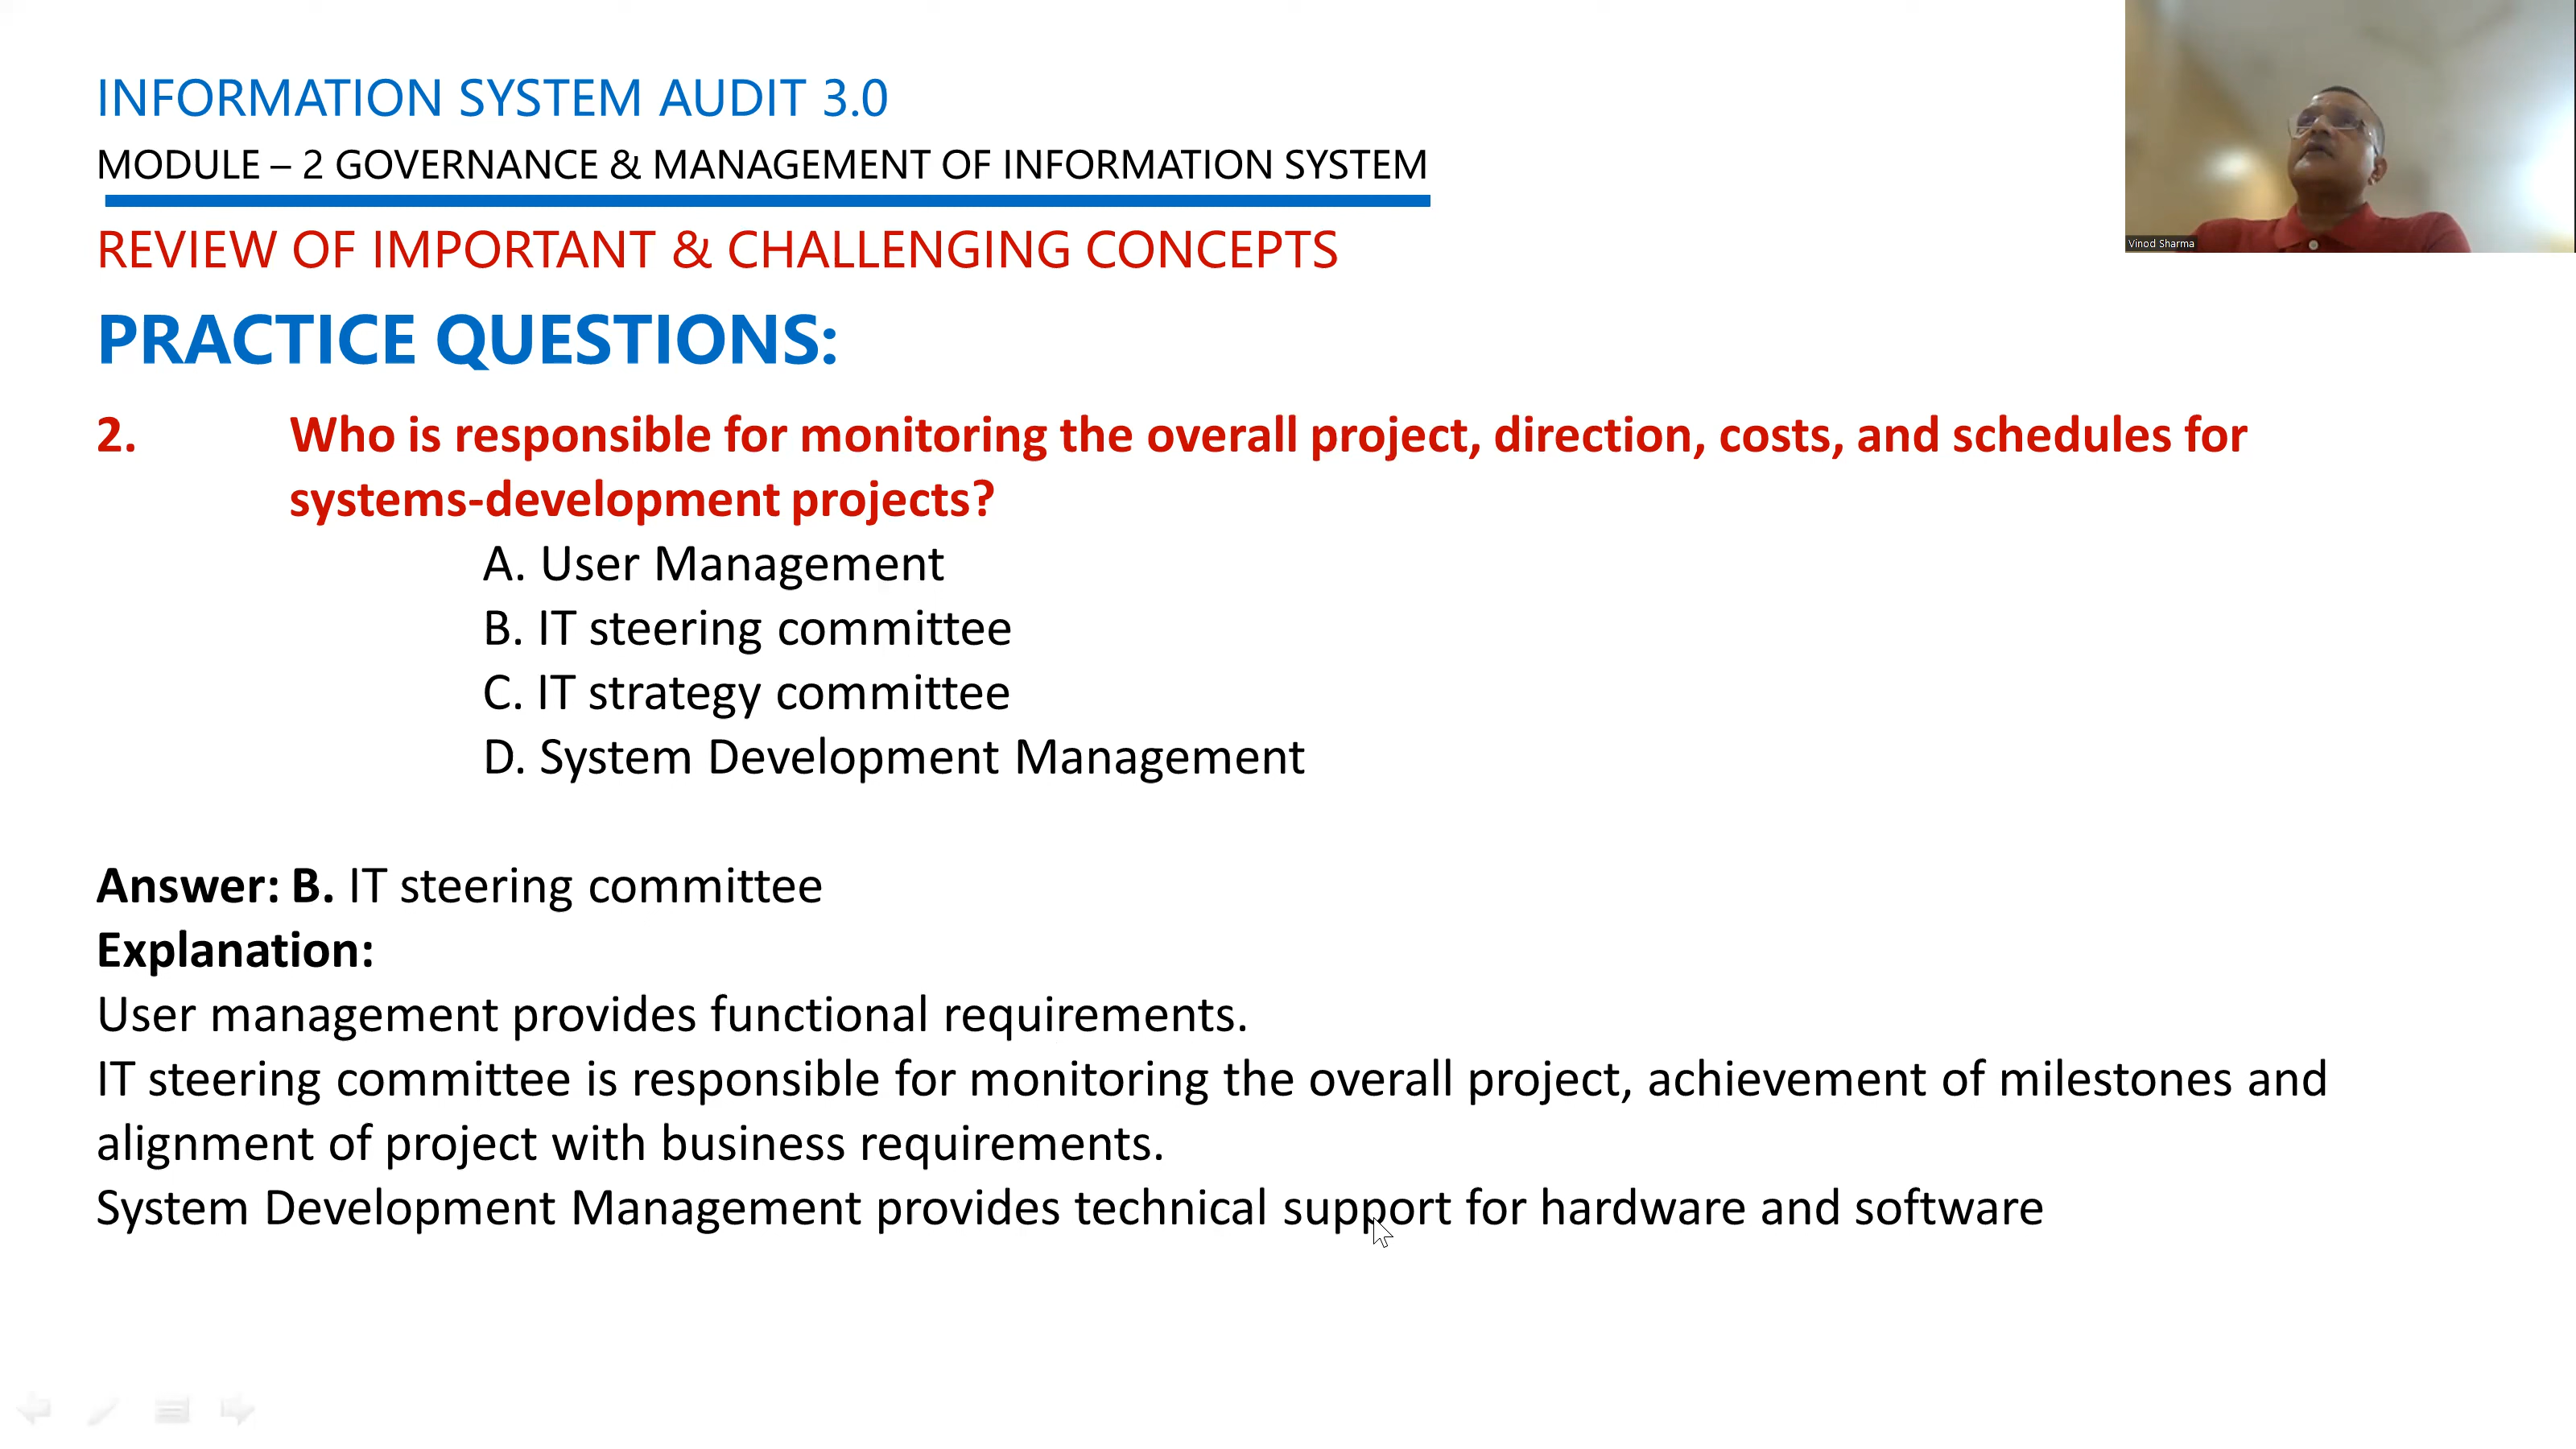 INFORMATION SYSTEM AUDIT 3.0
MODULE – 2 GOVERNANCE & MANAGEMENT OF INFORMATION SYSTEM
REVIEW OF IMPORTANT & CHALLENGING CONCEPTS
Vinod Sharma
PRACTICE QUESTIONS:
2. Who is responsible for monitoring the overall project, direction, costs, and schedules for
systems-development projects?
A. User Management
B. IT steering committee
C. IT strategy committee
D. System Development Management
Answer: B. IT steering committee
Explanation:
User management provides functional requirements.
IT steering committee is responsible for monitoring the overall project, achievement of milestones and
alignment of project with business requirements.
System Development Management provides technical support for hardware and software